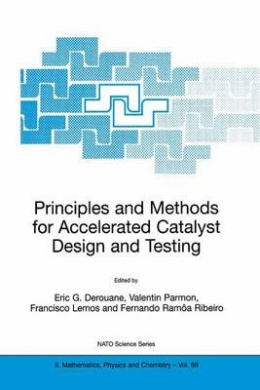 Principles and Methods
for Accelerated Catalyst
Design and Testing
Edited by
Eric G. Derouane, Valentin Parmon,
Francisco Lemos and Fernando Ramôa Ribeiro
NATO Science Series
II. Mathematics, Physics and Chemistry – Vol. 69